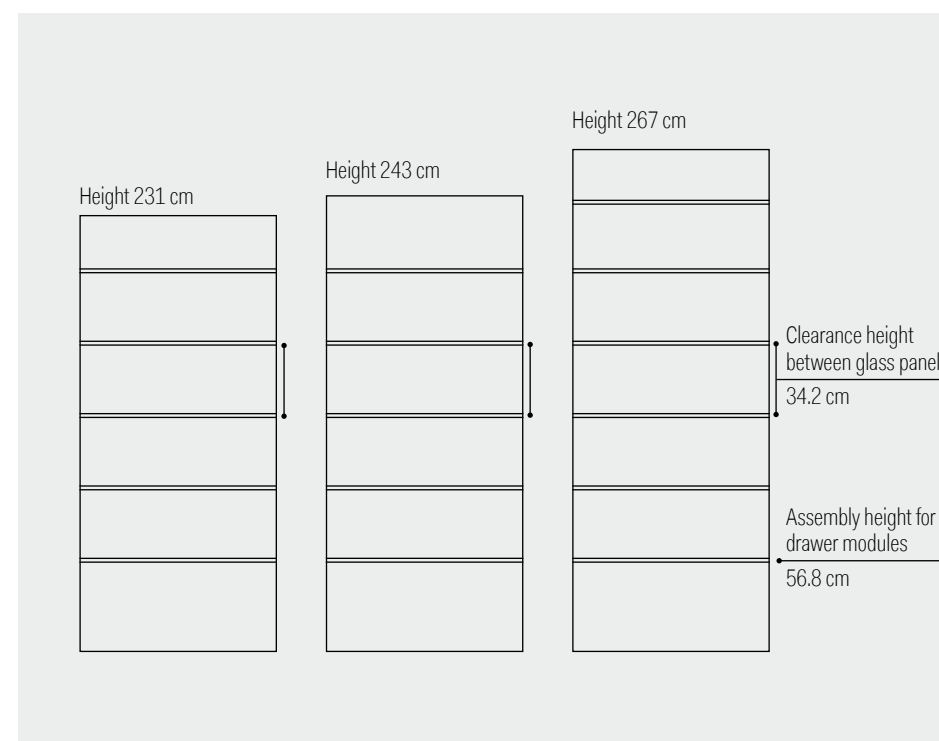 Height 267 cm
Height 243 cm
Height 231 cm
Clearance height
between glass panel
34.2 cm
Assembly height for
drawer modules
56.8 cm